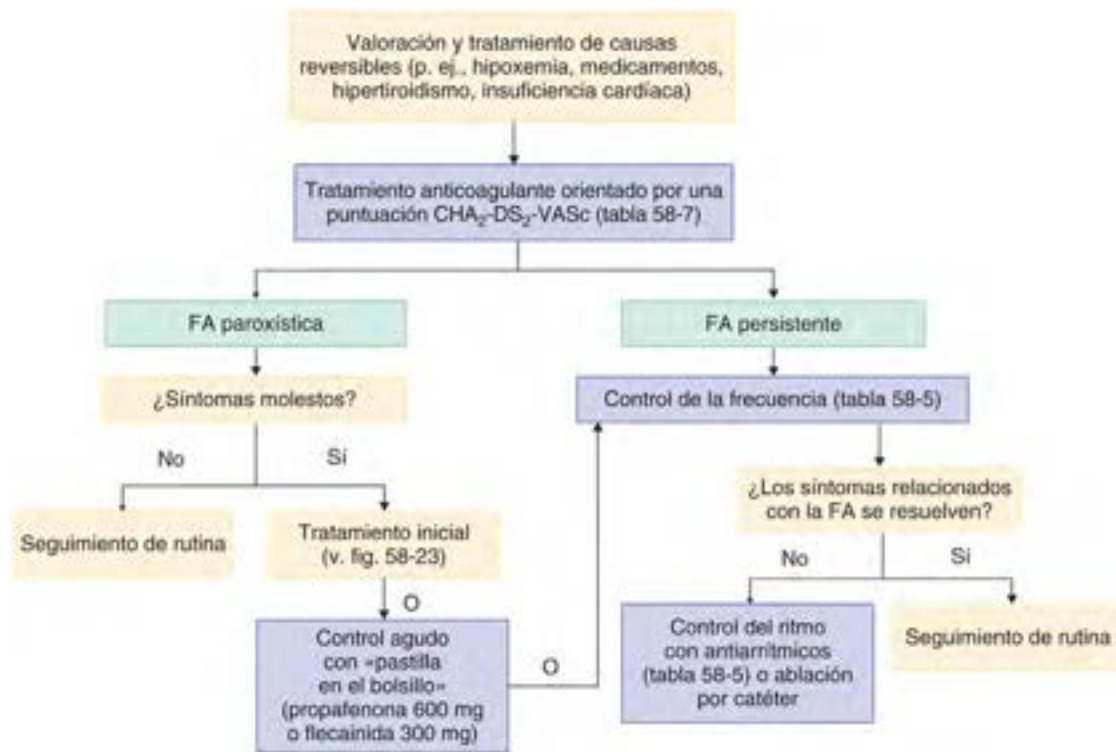 Valoración y tratamiento de causas
reversibles (p. ej., hipoxemia, medicamentos,
hipertiroidismo, insuficiencia cardíaca)
Tratamiento anticoagulante orientado por una
puntuación CHA₂-DS₂-VASc (tabla 58-7)
FA paroxística
FA persistente
¿Síntomas molestos?
Control de la frecuencia (tabla 58-5)
No
Sí
¿Los síntomas relacionados
con la FA se resuelven?
Seguimiento de rutina
Tratamiento inicial
(v. fig. 58-23)
No
Sí
O
Control agudo
con «pastilla
en el bolsillo»
(propafenona 600 mg
o flecainida 300 mg)
O
Control del ritmo
con antiarrítmicos
(tabla 58-5) o ablación
por catéter
Seguimiento de rutina